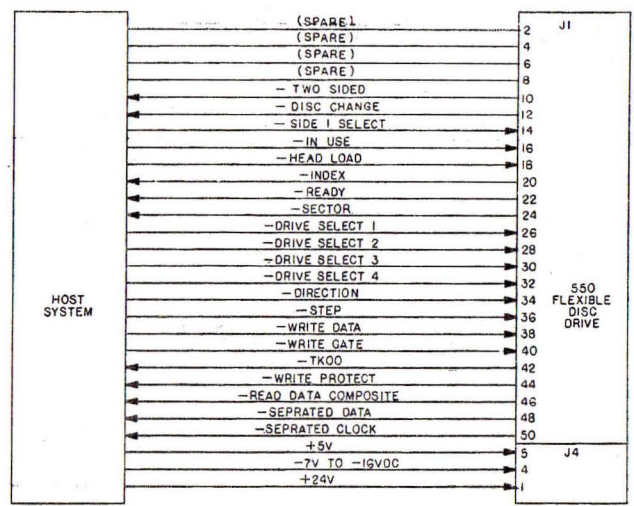 (SPARE) 2 J1
(SPARE) 4
(SPARE) 6
(SPARE) 8
- TWO SIDED 10
- DISC CHANGE 12
- SIDE 1 SELECT 14
-IN USE 16
-HEAD LOAD 18
-INDEX 20
-READY 22
-SECTOR 24
-DRIVE SELECT 1 26
-DRIVE SELECT 2 28
-DRIVE SELECT 3 30
-DRIVE SELECT 4 32
-DIRECTION 34
-STEP 36
-WRITE DATA 38
-WRITE GATE 40
-TK00 42
-WRITE PROTECT 44
-READ DATA COMPOSITE 46
-SEPRATED DATA 48
-SEPRATED CLOCK 50
HOST
SYSTEM
550
FLEXIBLE
DISC
DRIVE
+5V 5 J4
-7V TO -16VDC 4
+24V 1